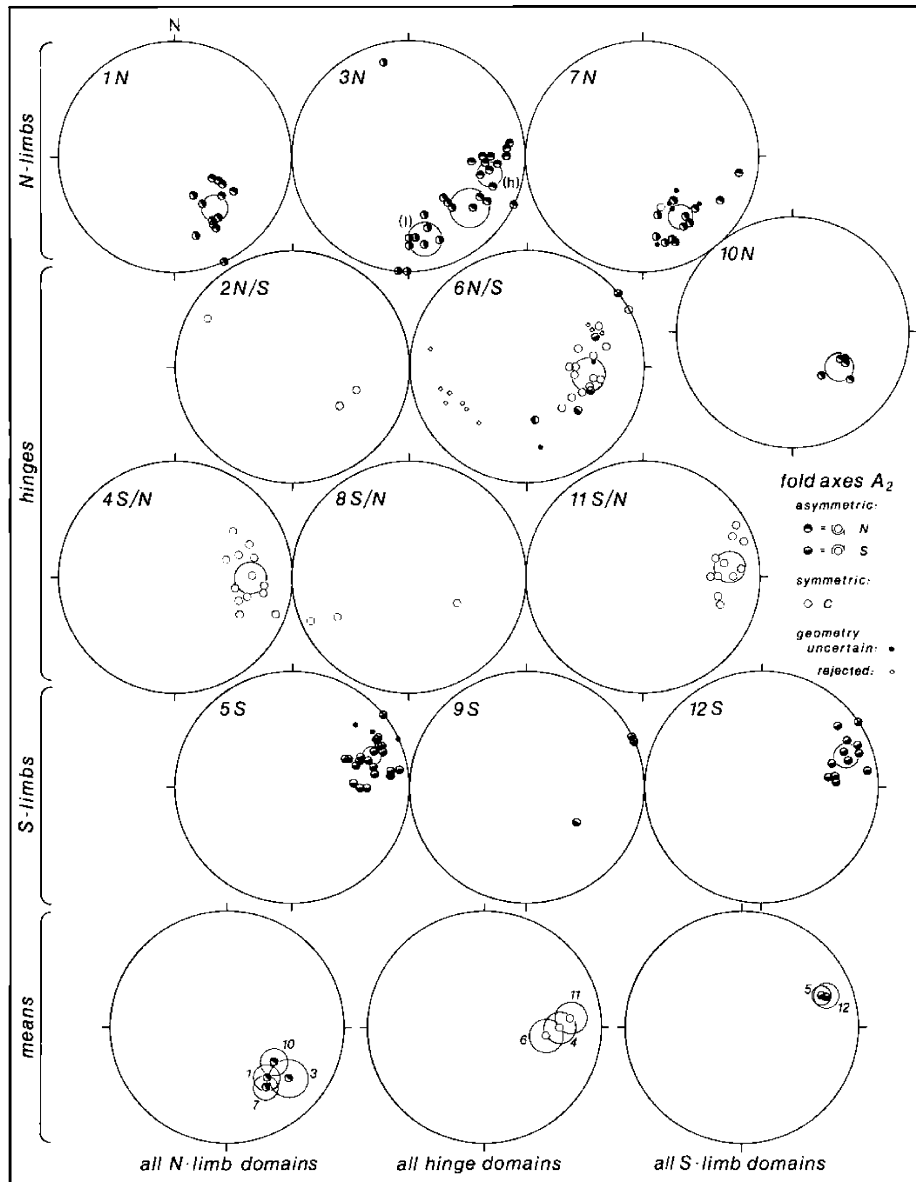 N
N-limbs
1N
3N
7N
(h)
(l)
10N
hinges
2N/S
6N/S
4S/N
8S/N
11S/N
fold axes A2
asymmetric:
= N
= S
symmetric:
C
geometry
uncertain:
rejected:
S-limbs
5S
9S
12S
means
10
1
3
7
11
6
4
5
12
all N-limb domains
all hinge domains
all S-limb domains